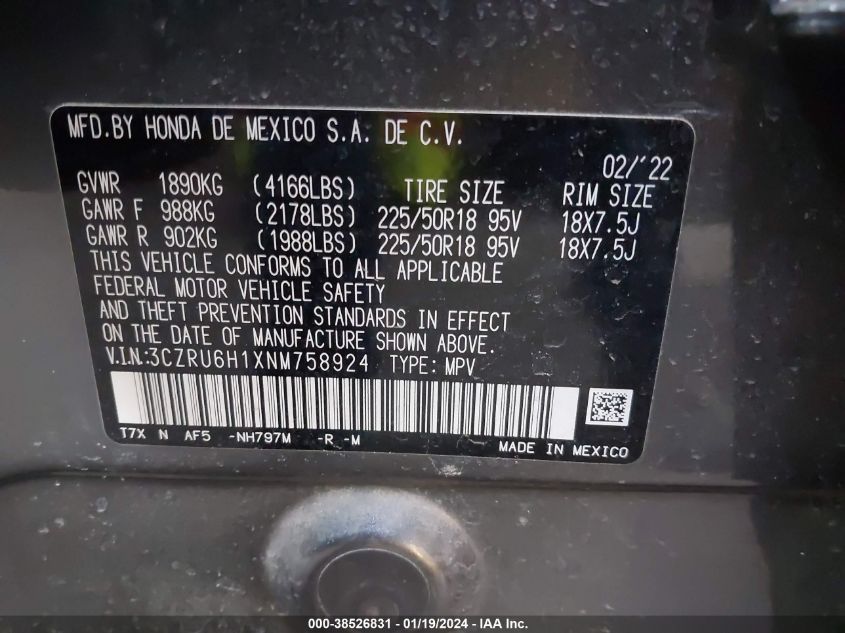 MFD.BY HONDA DE MEXICO S.A. DE C.V.
02/'22
GVWR 1890KG (4166LBS) TIRE SIZE RIM SIZE
GAWR F 988KG (2178LBS) 225/50R18 95V 18X7.5J
GAWR R 902KG (1988LBS) 225/50R18 95V 18X7.5J
THIS VEHICLE CONFORMS TO ALL APPLICABLE
FEDERAL MOTOR VEHICLE SAFETY
AND THEFT PREVENTION STANDARDS IN EFFECT
ON THE DATE OF MANUFACTURE SHOWN ABOVE.
V.I.N:3CZRU6H1XNM758924 TYPE: MPV
T7X N AF5 -NH797M -R -M MADE IN MEXICO
000-38526831 - 01/19/2024 - IAA Inc.